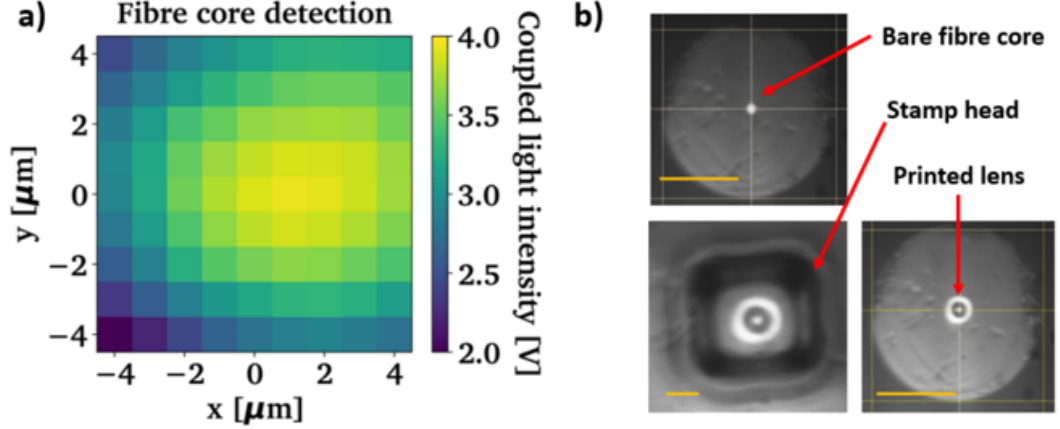 a)
Fibre core detection
4
2
0
−2
−4
y [μm]
−4 −2 0 2 4
x [μm]
4.0
3.5
3.0
2.5
2.0
Coupled light intensity [V]
b)
Bare fibre core
Stamp head
Printed lens